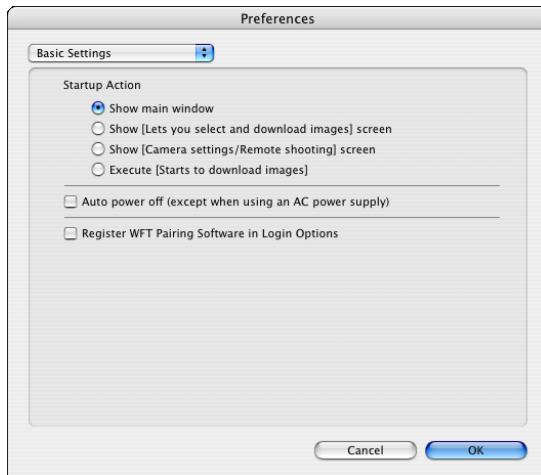 Preferences
Basic Settings
Startup Action
Show main window
Show [Lets you select and download images] screen
Show [Camera settings/Remote shooting] screen
Execute [Starts to download images]
Auto power off (except when using an AC power supply)
Register WFT Pairing Software in Login Options
Cancel OK